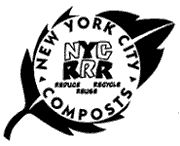 NEW YORK CITY
NYC
RRR
REDUCE RECYCLE
REUSE
COMPOSTS